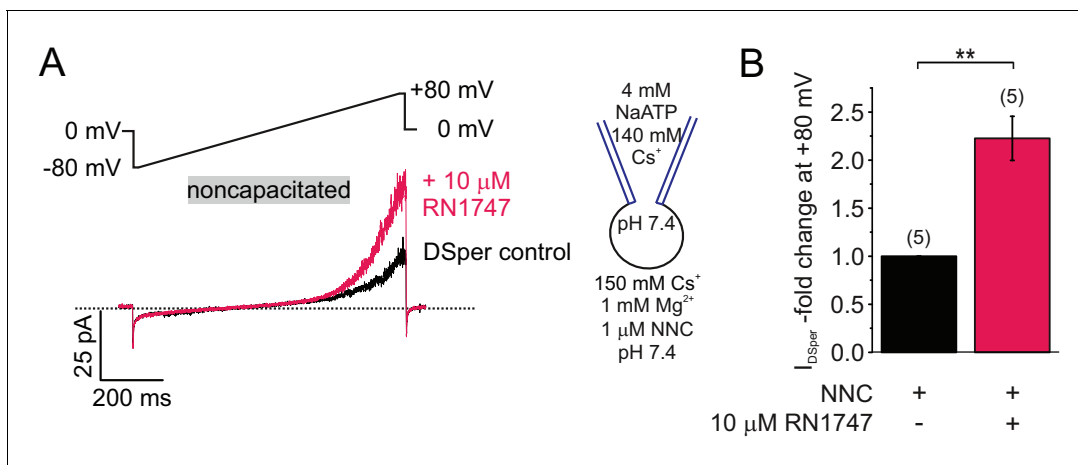 A
0 mV
-80 mV
+80 mV
0 mV
noncapacitated
+ 10 μM
RN1747
DSper control
25 pA
200 ms
4 mM
NaATP
140 mM
Cs⁺
pH 7.4
150 mM Cs⁺
1 mM Mg²⁺
1 μM NNC
pH 7.4
B
I_DSper -fold change at +80 mV
2.5
2.0
1.5
1.0
0.5
0.0
**
(5)
(5)
NNC + +
10 μM RN1747 - +